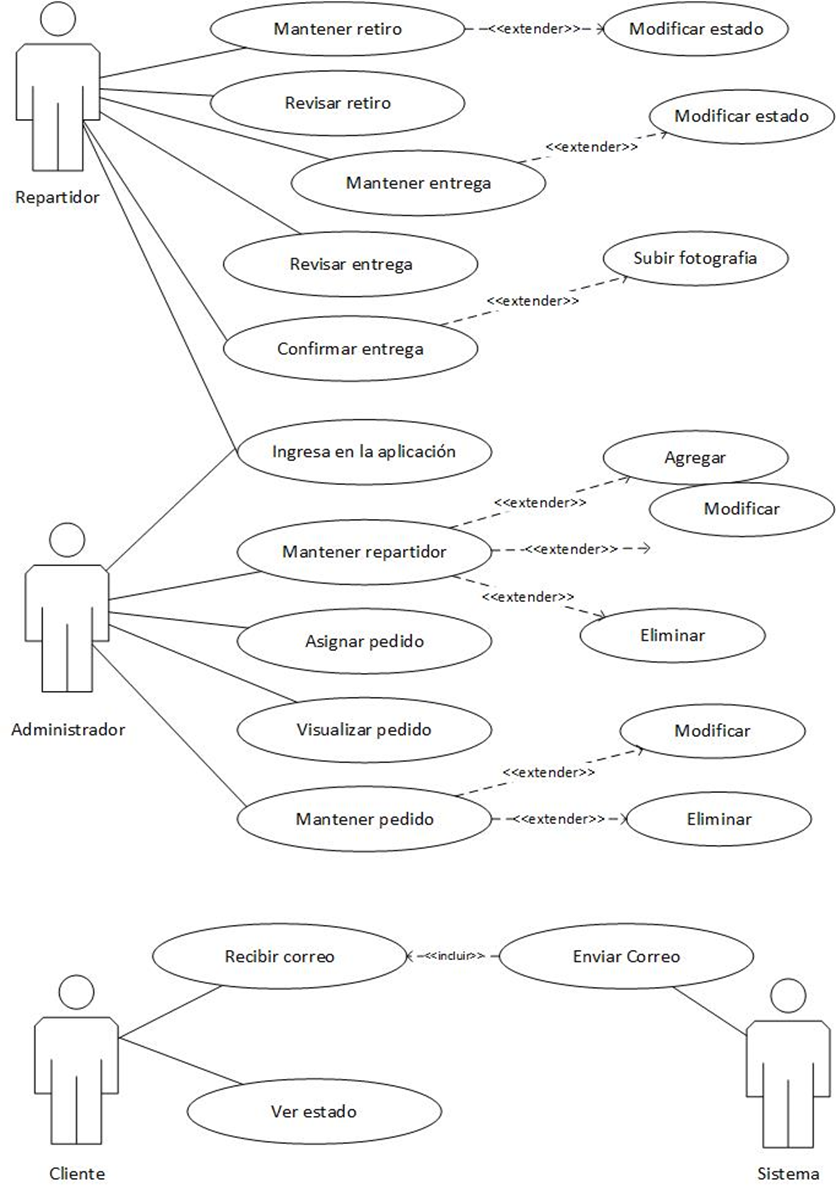 Mantener retiro
<<extender>>
Modificar estado
Revisar retiro
Modificar estado
<<extender>>
Mantener entrega
Repartidor
Revisar entrega
Subir fotografia
<<extender>>
Confirmar entrega
Ingresa en la aplicación
Agregar
<<extender>>
Modificar
Mantener repartidor
<<extender>>
<<extender>>
Asignar pedido
Eliminar
Administrador
Visualizar pedido
Modificar
<<extender>>
Mantener pedido
<<extender>>
Eliminar
Recibir correo
<<incluir>>
Enviar Correo
Ver estado
Cliente
Sistema